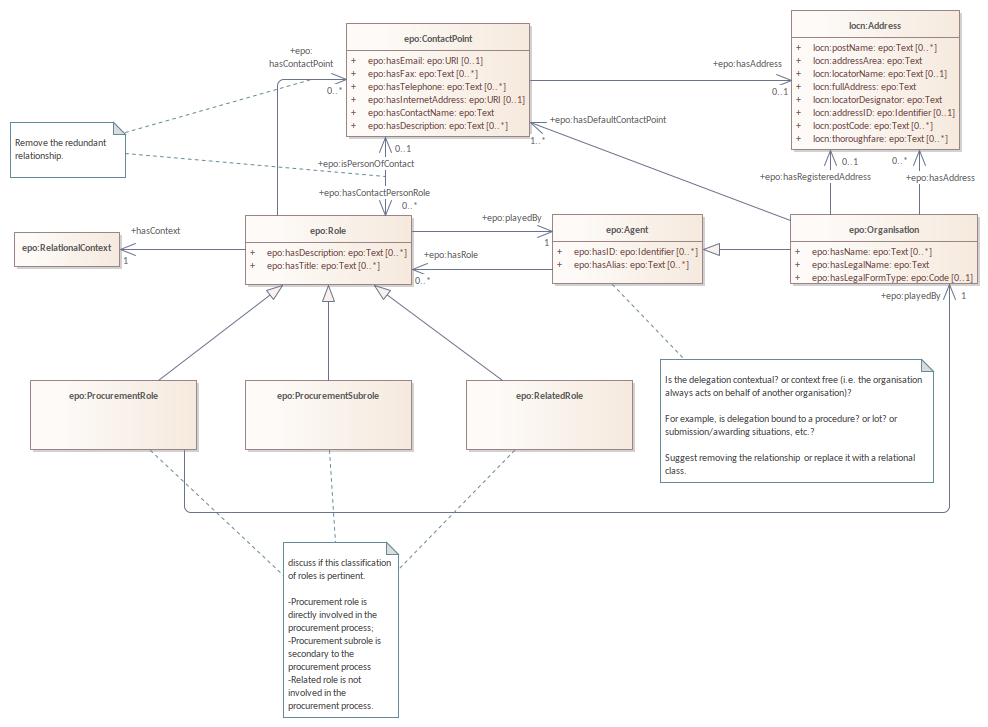 epo:ContactPoint
+ epo:hasEmail: epo:URI [0..1]
+ epo:hasFax: epo:Text [0..*]
+ epo:hasTelephone: epo:Text [0..*]
+ epo:hasInternetAddress: epo:URI [0..1]
+ epo:hasContactName: epo:Text
+ epo:hasDescription: epo:Text [0..*]
locn:Address
+ locn:postName: epo:Text [0..*]
+ locn:addressArea: epo:Text
+ locn:locatorName: epo:Text [0..1]
+ locn:fullAddress: epo:Text
+ locn:locatorDesignator: epo:Text
+ locn:addressID: epo:Identifier [0..1]
+ locn:postCode: epo:Text [0..*]
+ locn:thoroughfare: epo:Text [0..*]
+epo:
hasContactPoint
0..*
+epo:hasAddress
0..1
+epo:hasDefaultContactPoint
1..*
Remove the redundant
relationship.
0..1
+epo:isPersonOfContact
+epo:hasContactPersonRole
0..*
0..1
+epo:hasRegisteredAddress
0..*
+epo:hasAddress
epo:RelationalContext
+hasContext
1
epo:Role
+ epo:hasDescription: epo:Text [0..*]
+ epo:hasTitle: epo:Text [0..*]
+epo:playedBy
1
+epo:hasRole
0..*
epo:Agent
+ epo:hasID: epo:Identifier [0..*]
+ epo:hasAlias: epo:Text [0..*]
epo:Organisation
+ epo:hasName: epo:Text [0..*]
+ epo:hasLegalName: epo:Text
+ epo:hasLegalFormType: epo:Code [0..1]
+epo:playedBy
1
epo:ProcurementRole
epo:ProcurementSubrole
epo:RelatedRole
Is the delegation contextual? or context free (i.e. the organisation
always acts on behalf of another organisation)?
For example, is delegation bound to a procedure? or lot? or
submission/awarding situations, etc.?
Suggest removing the relationship or replace it with a relational
class.
discuss if this classification
of roles is pertinent.
-Procurement role is
directly involved in the
procurement process;
-Procurement subrole is
secondary to the
procurement process
-Related role is not
involved in the
procurement process.